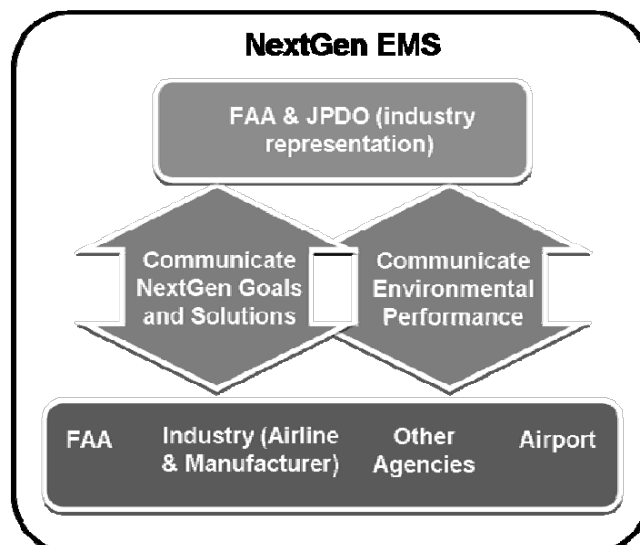 NextGen EMS
FAA & JPDO (industry
representation)
Communicate
NextGen Goals
and Solutions
Communicate
Environmental
Performance
FAA
Industry (Airline
& Manufacturer)
Other
Agencies
Airport